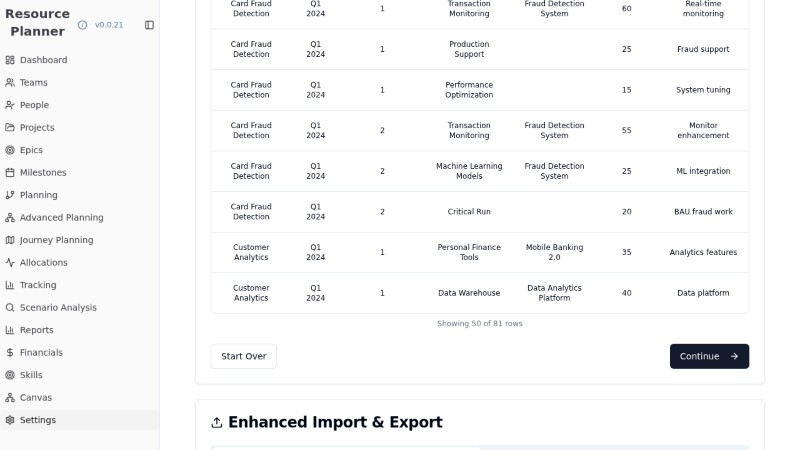 Resource
Planner
v0.0.21
Dashboard
Teams
People
Projects
Epics
Milestones
Planning
Advanced Planning
Journey Planning
Allocations
Tracking
Scenario Analysis
Reports
Financials
Skills
Canvas
Settings
Card Fraud
Detection
Q1
2024
1
Transaction
Monitoring
Fraud Detection
System
60
Real-time
monitoring
Card Fraud
Detection
Q1
2024
1
Production
Support
25
Fraud support
Card Fraud
Detection
Q1
2024
1
Performance
Optimization
15
System tuning
Card Fraud
Detection
Q1
2024
2
Transaction
Monitoring
Fraud Detection
System
55
Monitor
enhancement
Card Fraud
Detection
Q1
2024
2
Machine Learning
Models
Fraud Detection
System
25
ML integration
Card Fraud
Detection
Q1
2024
2
Critical Run
20
BAU fraud work
Customer
Analytics
Q1
2024
1
Personal Finance
Tools
Mobile Banking
2.0
35
Analytics features
Customer
Analytics
Q1
2024
1
Data Warehouse
Data Analytics
Platform
40
Data platform
Showing 50 of 81 rows
Start Over
Continue
Enhanced Import & Export